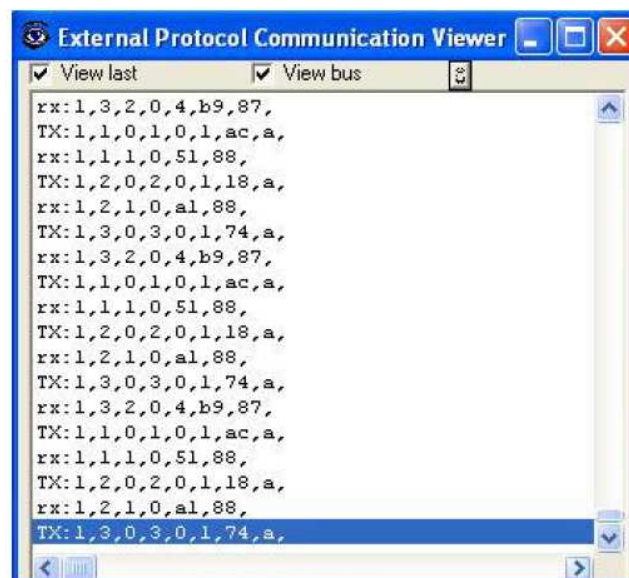 External Protocol Communication Viewer
View last View bus
rx:1,3,2,0,4,b9,87,
TX:1,1,0,1,0,1,ac,a,
rx:1,1,1,0,51,88,
TX:1,2,0,2,0,1,18,a,
rx:1,2,1,0,a1,88,
TX:1,3,0,3,0,1,74,a,
rx:1,3,2,0,4,b9,87,
TX:1,1,0,1,0,1,ac,a,
rx:1,1,1,0,51,88,
TX:1,2,0,2,0,1,18,a,
rx:1,2,1,0,a1,88,
TX:1,3,0,3,0,1,74,a,
rx:1,3,2,0,4,b9,87,
TX:1,1,0,1,0,1,ac,a,
rx:1,1,1,0,51,88,
TX:1,2,0,2,0,1,18,a,
rx:1,2,1,0,a1,88,
TX:1,3,0,3,0,1,74,a,